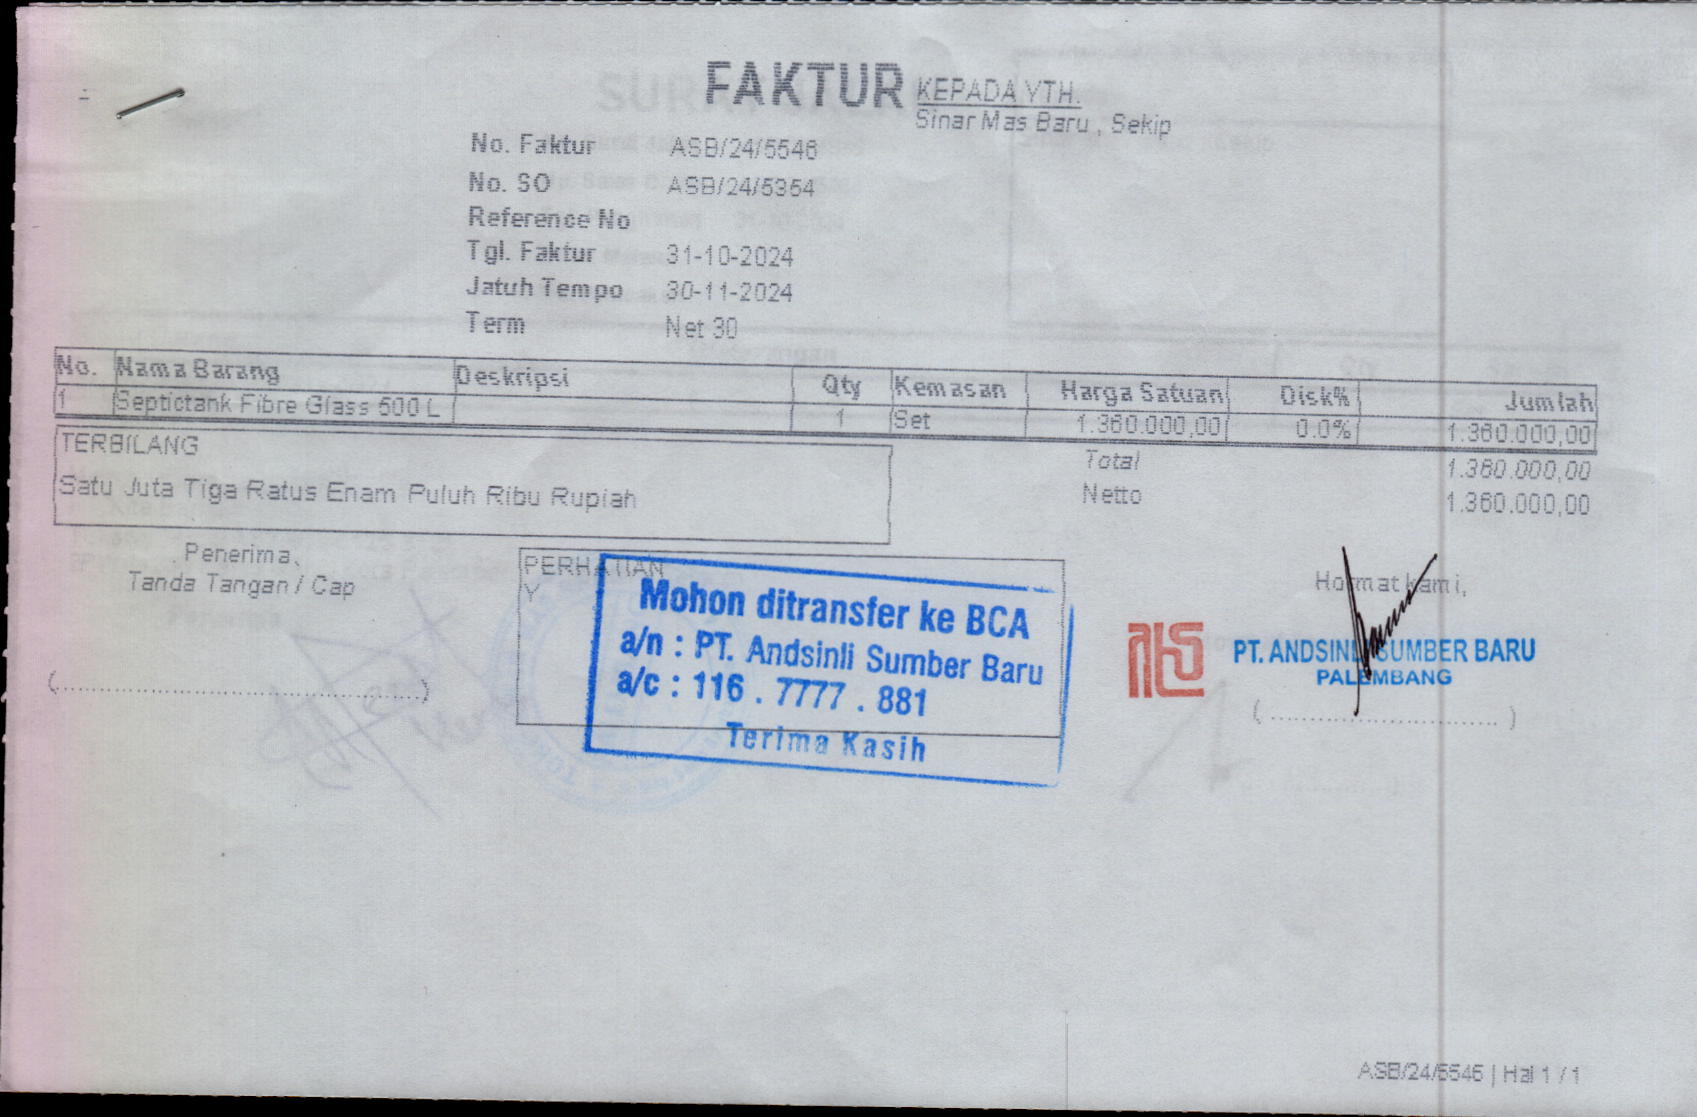 FAKTUR
KEPADA YTH.
Sinar Mas Baru , Sekip
No. Faktur ASB/24/5546
No. SO ASB/24/5354
Reference No
Tgl. Faktur 31-10-2024
Jatuh Tempo 30-11-2024
Term Net 30
No. Nama Barang Deskripsi Qty Kemasan Harga Satuan Disk% Jumlah
1 Septictank Fibre Glass 500 L 1 Set 1.360.000,00 0.0% 1.360.000,00
TERBILANG
Satu Juta Tiga Ratus Enam Puluh Ribu Rupiah
Total 1.360.000,00
Netto 1.360.000,00
Penerima,
Tanda Tangan / Cap
(........................................................)
PERHATIAN
Y
Mohon ditransfer ke BCA
a/n : PT. Andsinli Sumber Baru
a/c : 116 . 7777 . 881
Terima Kasih
Hormat kami,
PT. ANDSINLI SUMBER BARU
PALEMBANG
( .................................. )
ASB/24/5546 | Hal 1 / 1